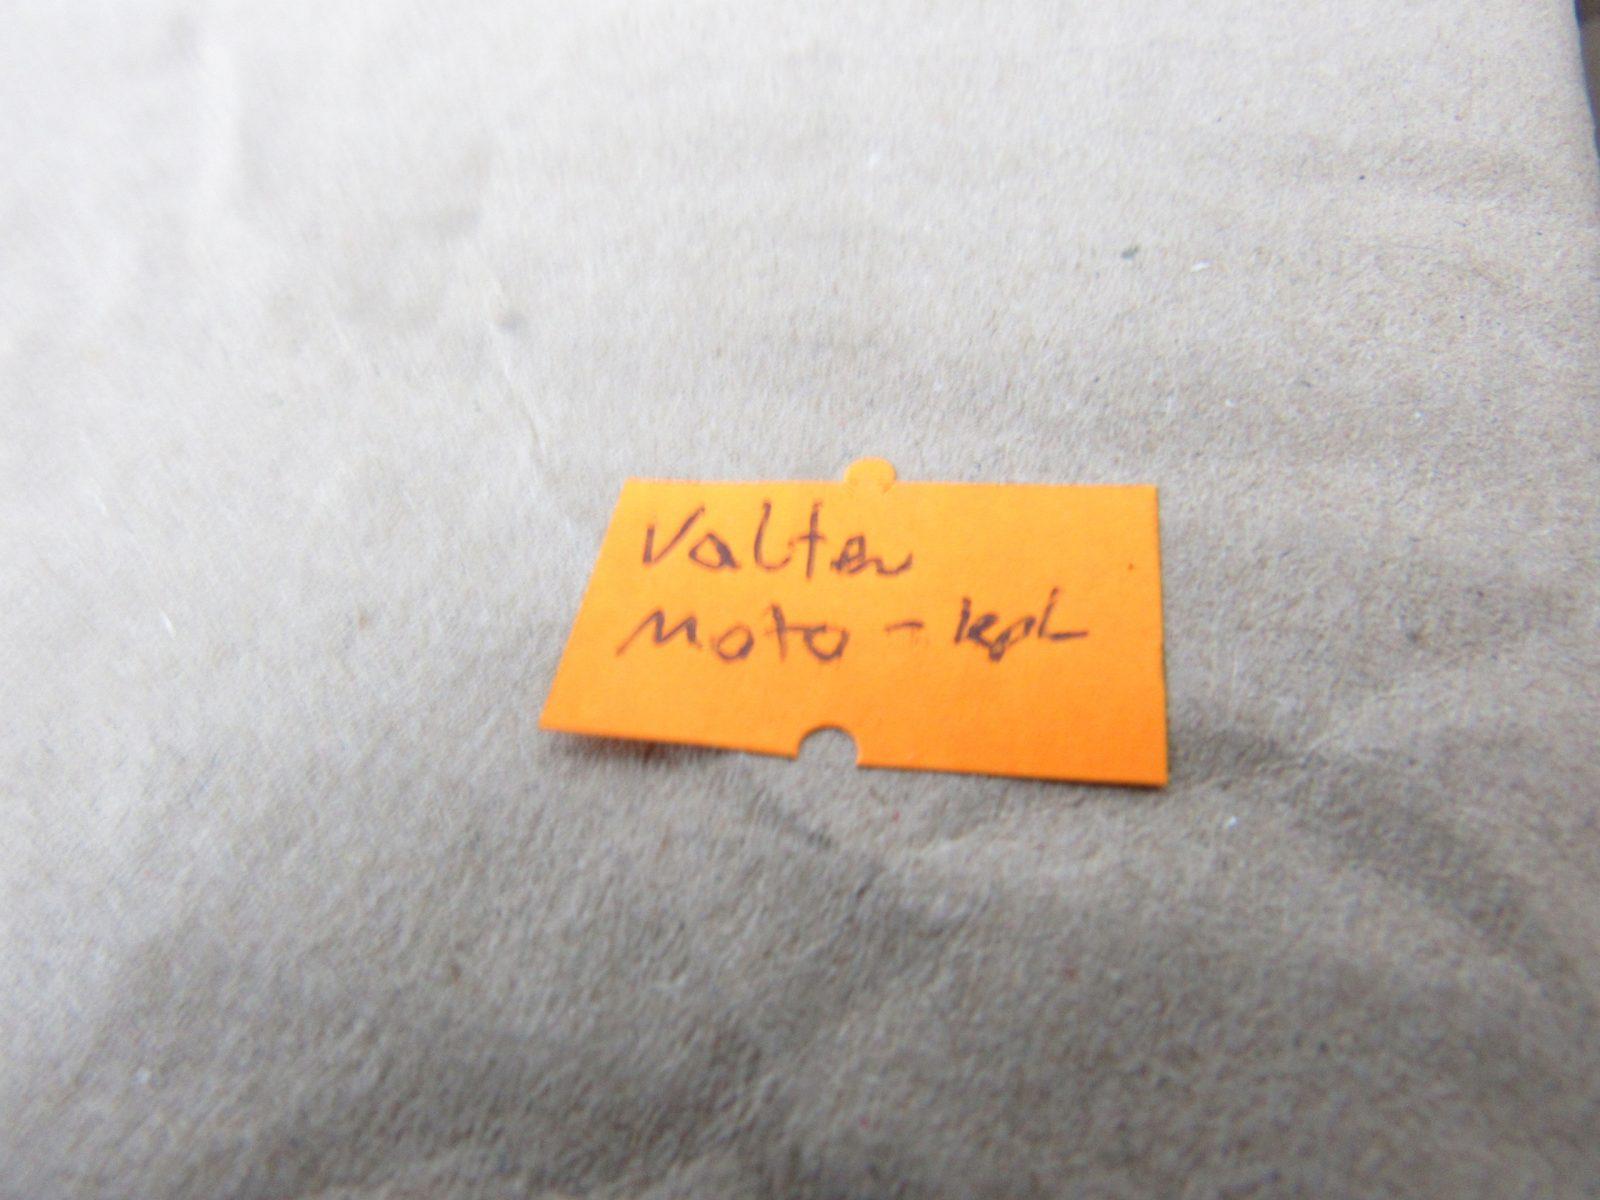 Valter
Moto - kpl